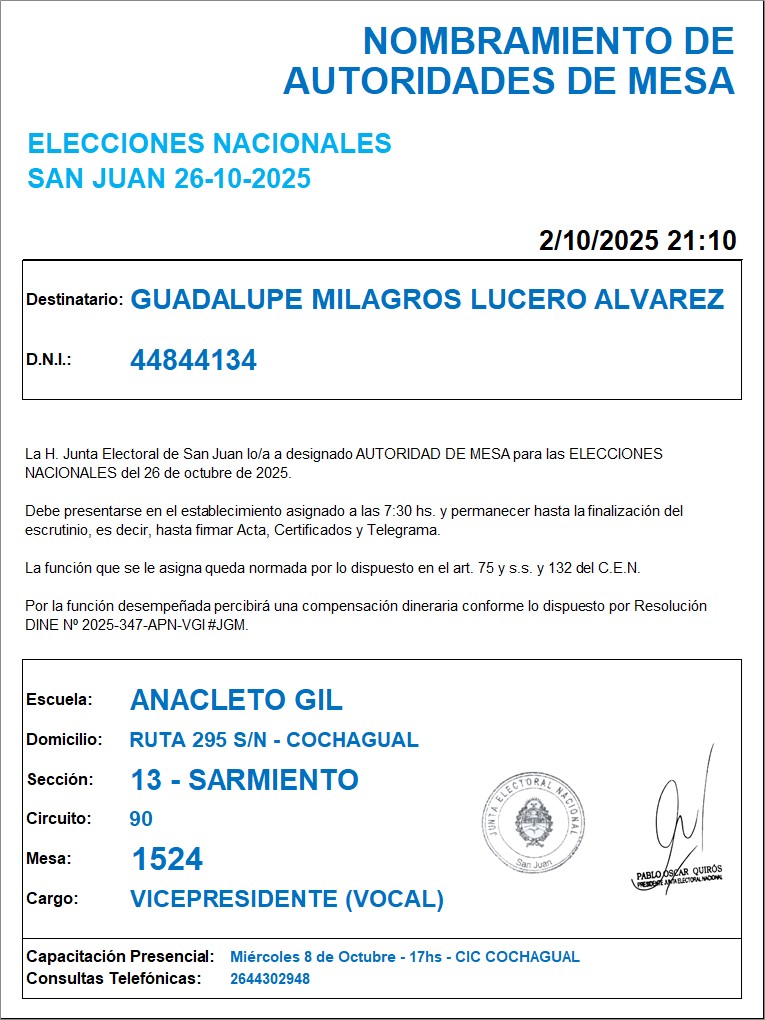 NOMBRAMIENTO DE
AUTORIDADES DE MESA
ELECCIONES NACIONALES
SAN JUAN 26-10-2025
2/10/2025 21:10
Destinatario: GUADALUPE MILAGROS LUCERO ALVAREZ
D.N.I.: 44844134
La H. Junta Electoral de San Juan lo/a a designado AUTORIDAD DE MESA para las ELECCIONES
NACIONALES del 26 de octubre de 2025.
Debe presentarse en el establecimiento asignado a las 7:30 hs. y permanecer hasta la finalización del
escrutinio, es decir, hasta firmar Acta, Certificados y Telegrama.
La función que se le asigna queda normada por lo dispuesto en el art. 75 y s.s. y 132 del C.E.N.
Por la función desempeñada percibirá una compensación dineraria conforme lo dispuesto por Resolución
DINE Nº 2025-347-APN-VGI#JGM.
Escuela: ANACLETO GIL
Domicilio: RUTA 295 S/N - COCHAGUAL
Sección: 13 - SARMIENTO
Circuito: 90
Mesa: 1524
Cargo: VICEPRESIDENTE (VOCAL)
JUNTA ELECTORAL NACIONAL
San Juan
PABLO OSCAR QUIRÓS
PRESIDENTE JUNTA ELECTORAL NACIONAL
Capacitación Presencial: Miércoles 8 de Octubre - 17hs - CIC COCHAGUAL
Consultas Telefónicas: 2644302948